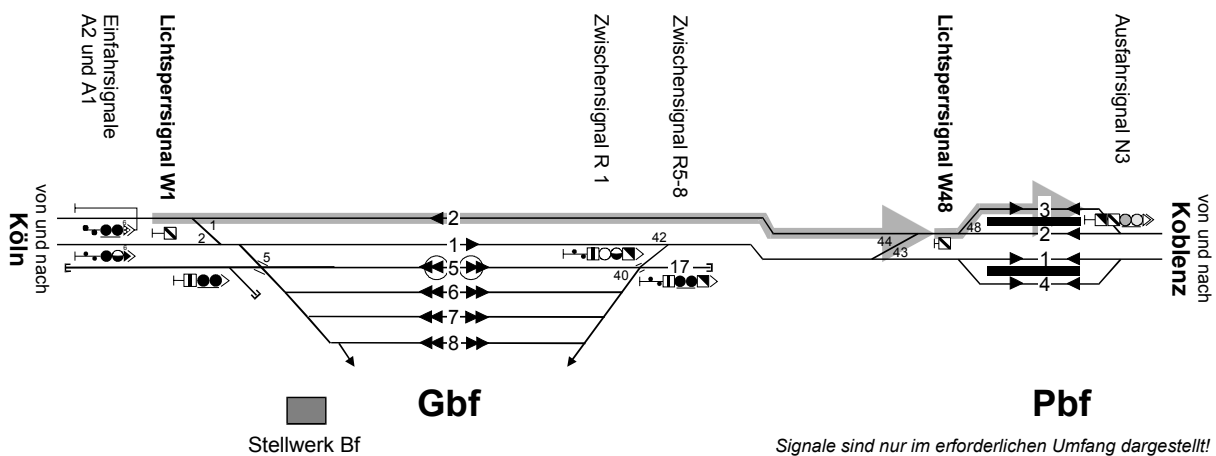 Einfahrsignale
A2 und A1
Lichtsperrsignal W1
Zwischensignal R 1
Zwischensignal R5-8
Lichtsperrsignal W48
Ausfahrsignal N3
von und nach
Köln
von und nach
Koblenz
6
6
1
2
5
2
1
5
6
7
8
42
40
17
44
43
48
3
2
1
4
Gbf
Pbf
Stellwerk Bf
Signale sind nur im erforderlichen Umfang dargestellt!